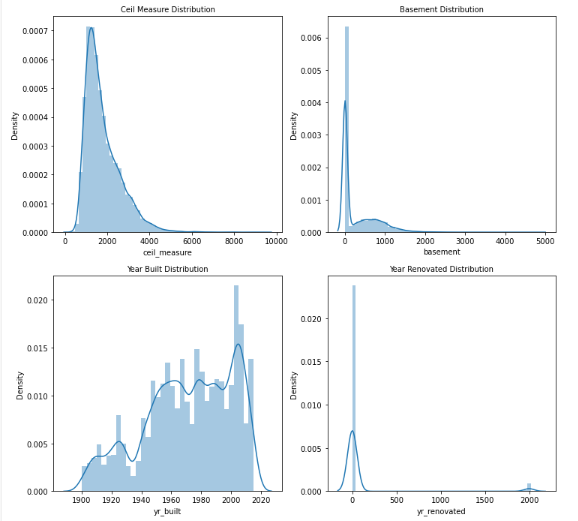 Ceil Measure Distribution
0.0007
0.0006
0.0005
0.0004
0.0003
0.0002
0.0001
0.0000
Density
0 2000 4000 6000 8000 10000
ceil_measure
Basement Distribution
0.006
0.005
0.004
0.003
0.002
0.001
0.000
Density
0 1000 2000 3000 4000 5000
basement
Year Built Distribution
0.020
0.015
0.010
0.005
0.000
Density
1900 1920 1940 1960 1980 2000 2020
yr_built
Year Renovated Distribution
0.020
0.015
0.010
0.005
0.000
Density
0 500 1000 1500 2000
yr_renovated